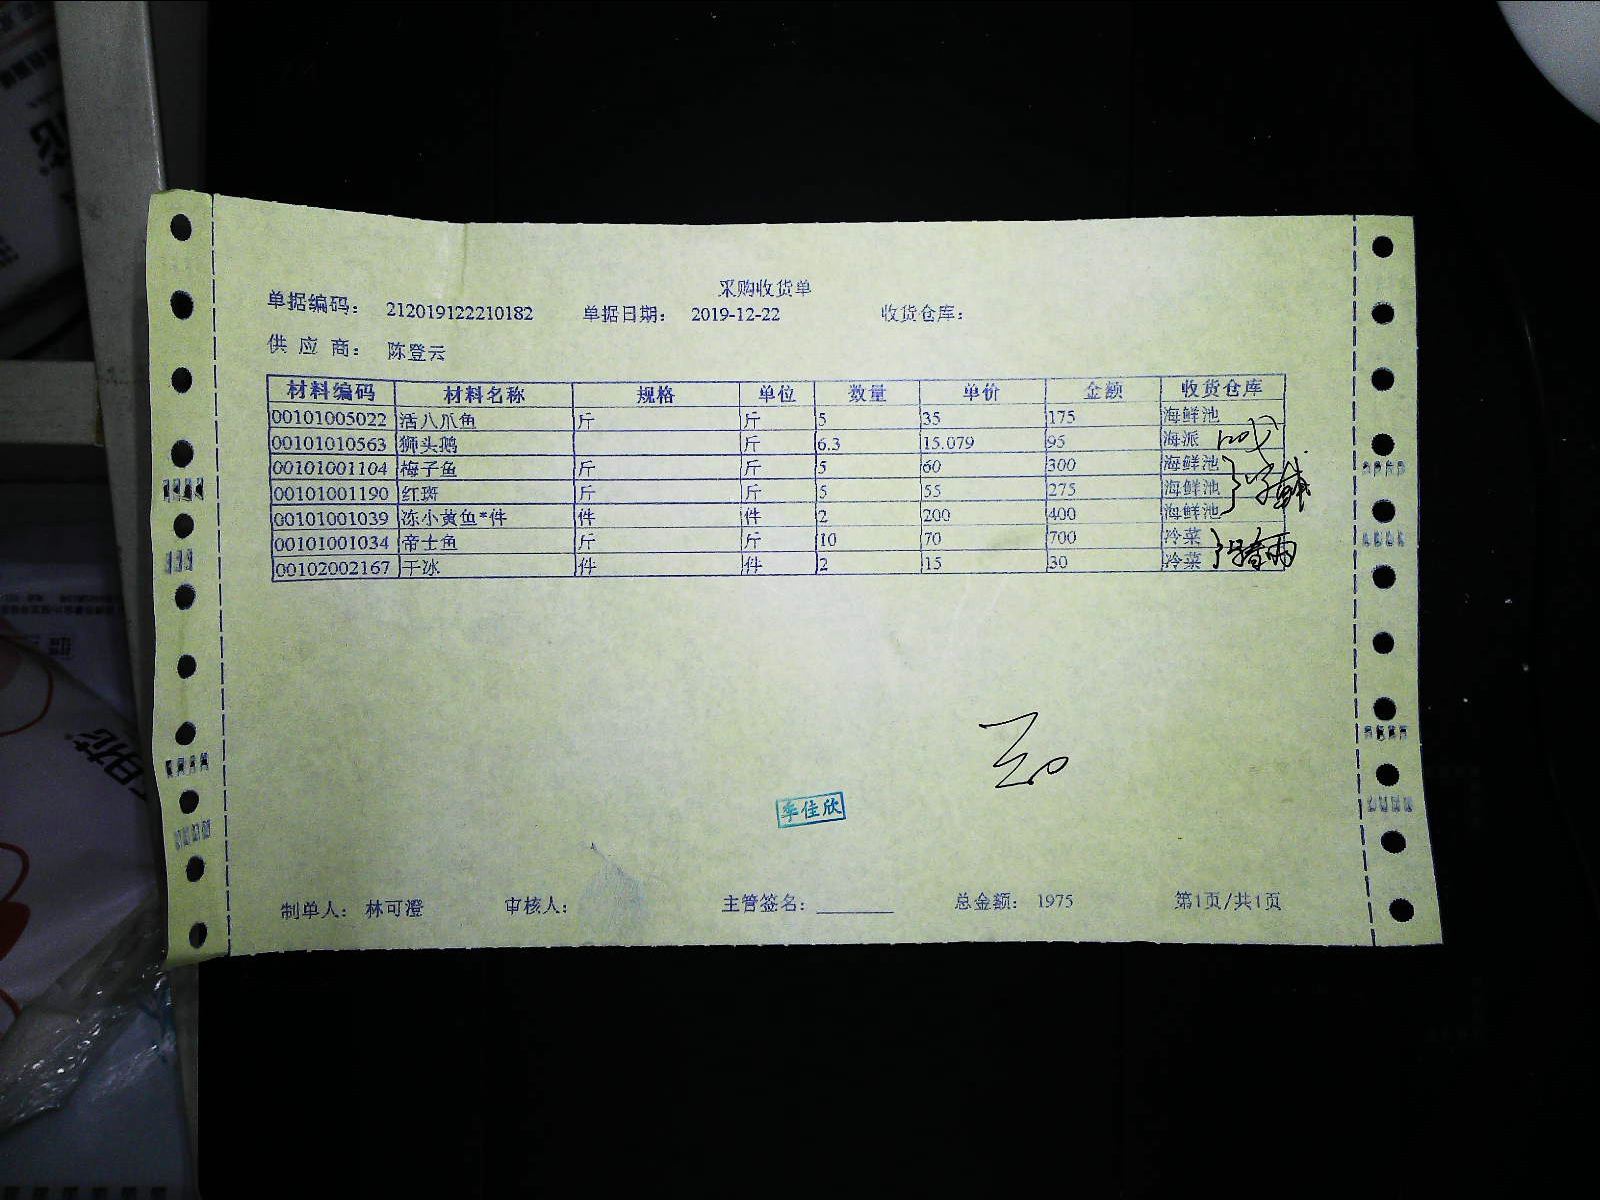 采购收货单
单据编码： 212019122210182 单据日期： 2019-12-22 收货仓库：
供 应 商： 陈登云
材料编码 材料名称 规格 单位 数量 单价 金额 收货仓库
00101005022 活八爪鱼 斤 斤 5 35 175 海鲜池
00101010563 狮头鹅 斤 6.3 15.079 95 海派
00101001104 梅子鱼 斤 斤 5 60 300 海鲜池
00101001190 红斑 斤 斤 5 55 275 海鲜池
00101001039 冻小黄鱼*件 件 件 2 200 400 海鲜池
00101001034 帝士鱼 斤 斤 10 70 700 冷菜
00102002167 干冰 件 件 2 15 30 冷菜
李佳欣
制单人： 林可澄 审核人： 主管签名： 总金额： 1975 第1页/共1页